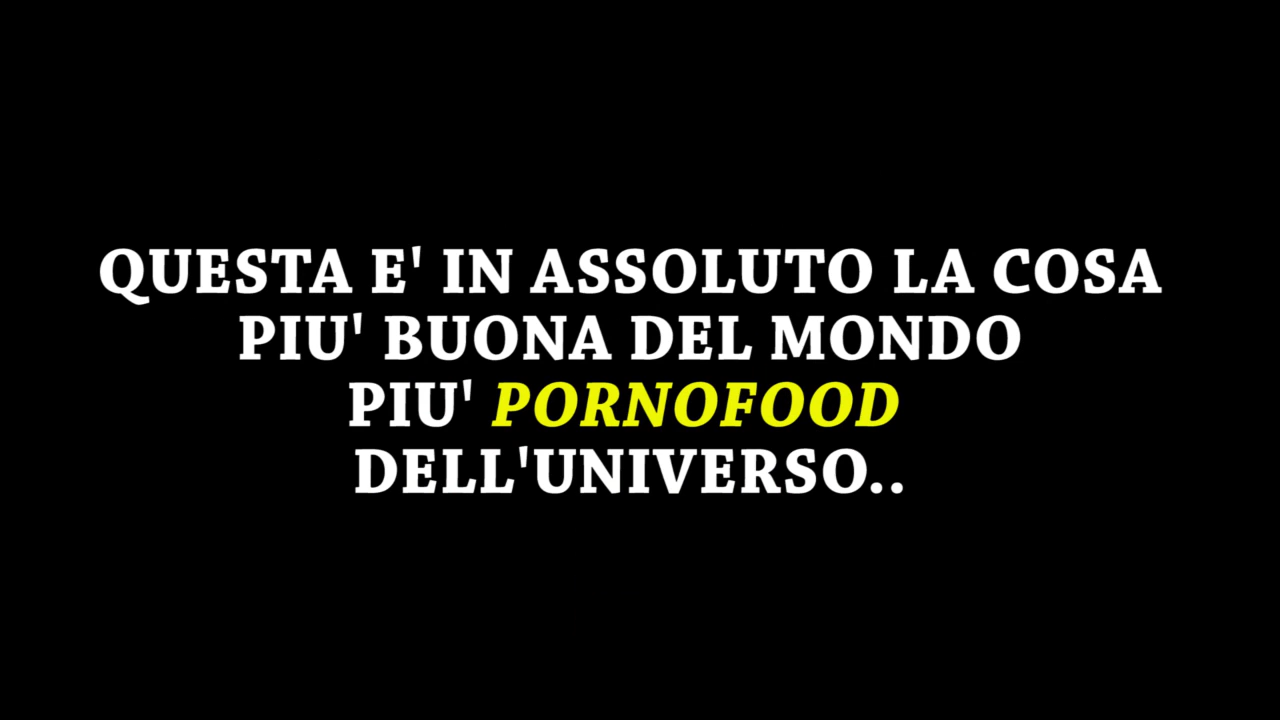 QUESTA E' IN ASSOLUTO LA COSA
PIU' BUONA DEL MONDO
PIU' PORNOFOOD
DELL'UNIVERSO..